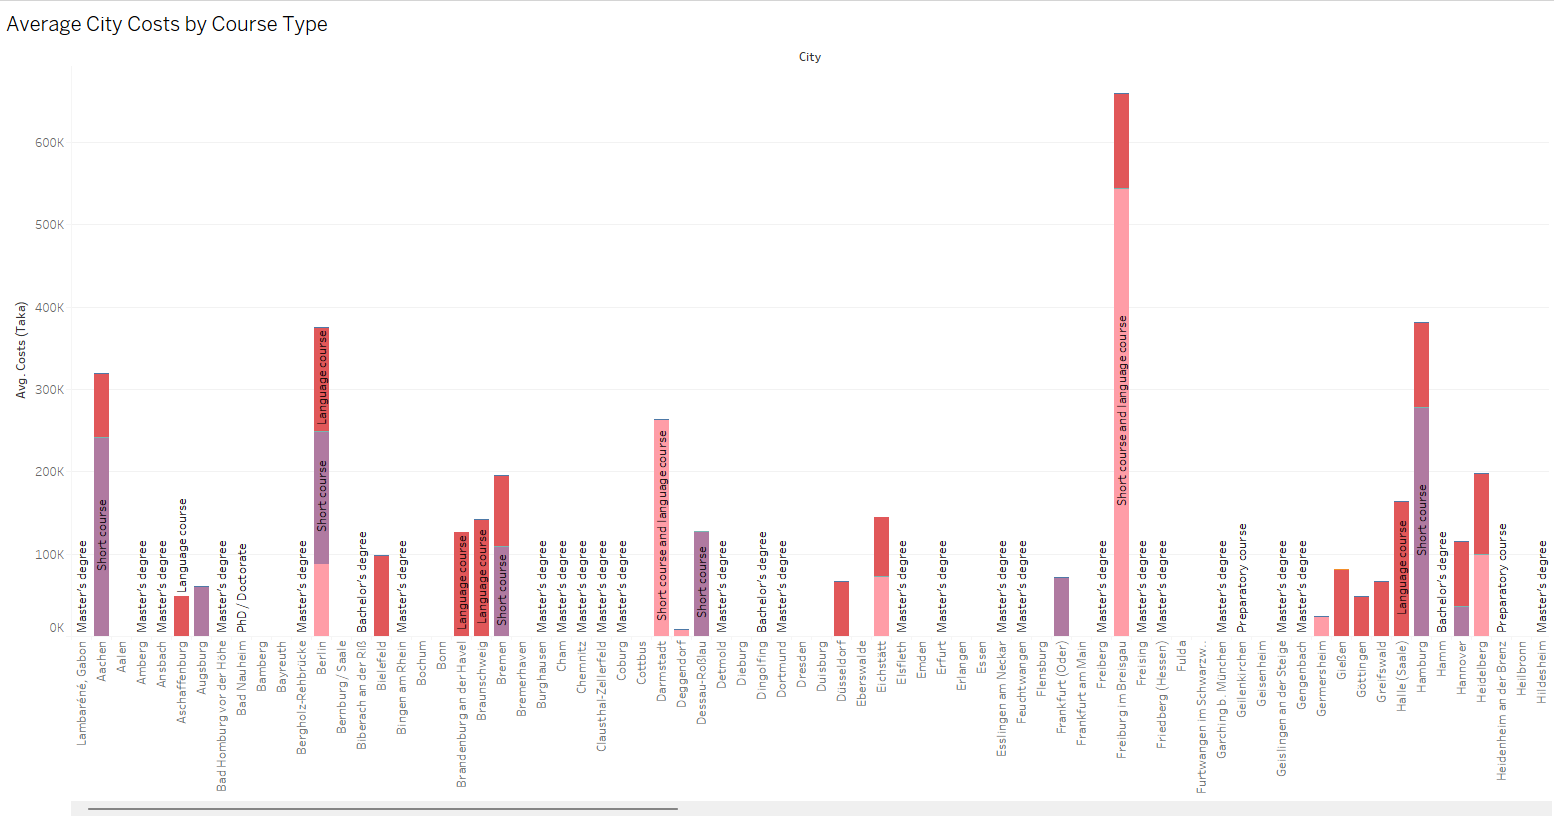 Average City Costs by Course Type
City
Avg. Costs (Taka)
600K
500K
400K
300K
200K
100K
0K
Master's degree
Short course
Master's degree
Master's degree
Language course
Master's degree
PhD / Doctorate
Master's degree
Language course
Short course
Bachelor's degree
Master's degree
Language course
Language course
Short course
Master's degree
Master's degree
Master's degree
Master's degree
Master's degree
Short course and language course
Short course
Master's degree
Bachelor's degree
Master's degree
Master's degree
Master's degree
Master's degree
Master's degree
Master's degree
Short course and language course
Master's degree
Master's degree
Master's degree
Preparatory course
Master's degree
Master's degree
Language course
Short course
Bachelor's degree
Preparatory course
Master's degree
Lambaréné, Gabon
Aachen
Aalen
Amberg
Ansbach
Aschaffenburg
Augsburg
Bad Homburg vor der Höhe
Bad Nauheim
Bamberg
Bayreuth
Bergholz-Rehbrücke
Berlin
Bernburg/ Saale
Biberach an der Riß
Bielefeld
Bingen am Rhein
Bochum
Bonn
Brandenburg an der Havel
Braunschweig
Bremen
Bremerhaven
Burghausen
Cham
Chemnitz
Clausthal-Zellerfeld
Coburg
Cottbus
Darmstadt
Deggendorf
Dessau-Roßlau
Detmold
Dieburg
Dingolfing
Dortmund
Dresden
Duisburg
Düsseldorf
Eberswalde
Eichstätt
Elsfleth
Emden
Erfurt
Erlangen
Essen
Esslingen am Neckar
Feuchtwangen
Flensburg
Frankfurt (Oder)
Frankfurt am Main
Freiberg
Freiburg im Breisgau
Freising
Friedberg (Hessen)
Fulda
Furtwangen im Schwarzw...
Garching b. München
Geilenkirchen
Geisenheim
Geislingen an der Steige
Gengenbach
Germersheim
Gießen
Göttingen
Greifswald
Halle (Saale)
Hamburg
Hamm
Hannover
Heidelberg
Heidenheim an der Brenz
Heilbronn
Hildesheim